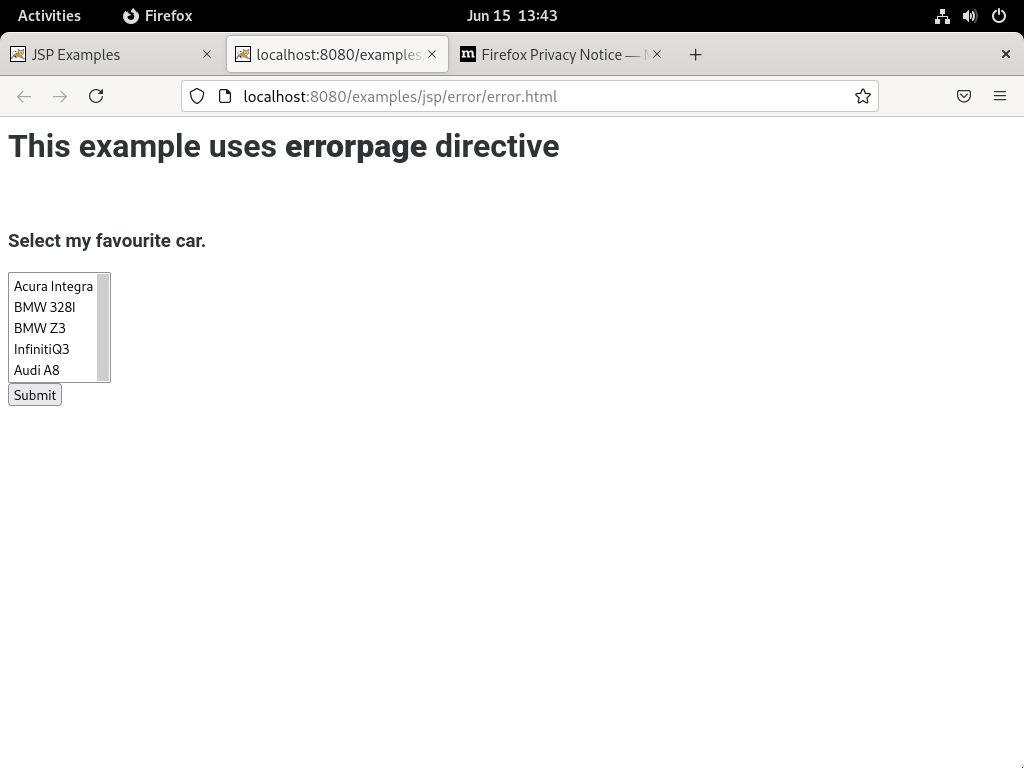 Activities
Firefox
Jun 15 13:43
JSP Examples
localhost:8080/examples
Firefox Privacy Notice —
localhost:8080/examples/jsp/error/error.html
This example uses errorpage directive
Select my favourite car.
Acura Integra
BMW 328I
BMW Z3
InfinitiQ3
Audi A8
Submit